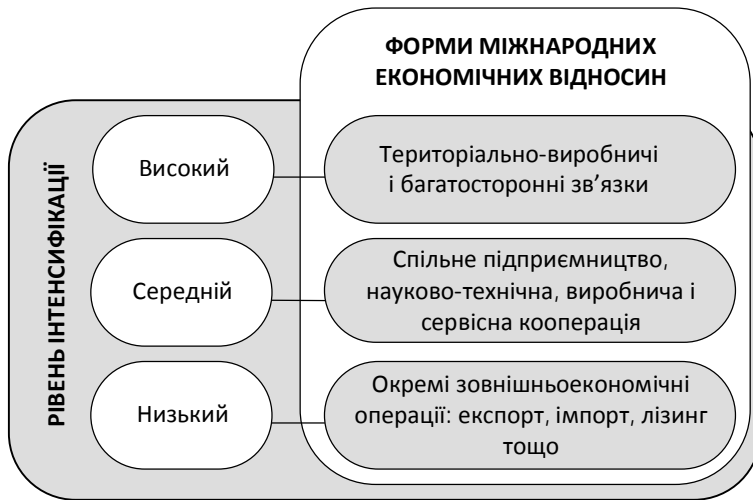 ФОРМИ МІЖНАРОДНИХ
ЕКОНОМІЧНИХ ВІДНОСИН
РІВЕНЬ ІНТЕНСИФІКАЦІЇ
Високий
Територіально-виробничі
і багатосторонні зв’язки
Середній
Спільне підприємництво,
науково-технічна, виробнича і
сервісна кооперація
Низький
Окремі зовнішньоекономічні
операції: експорт, імпорт, лізинг
тощо